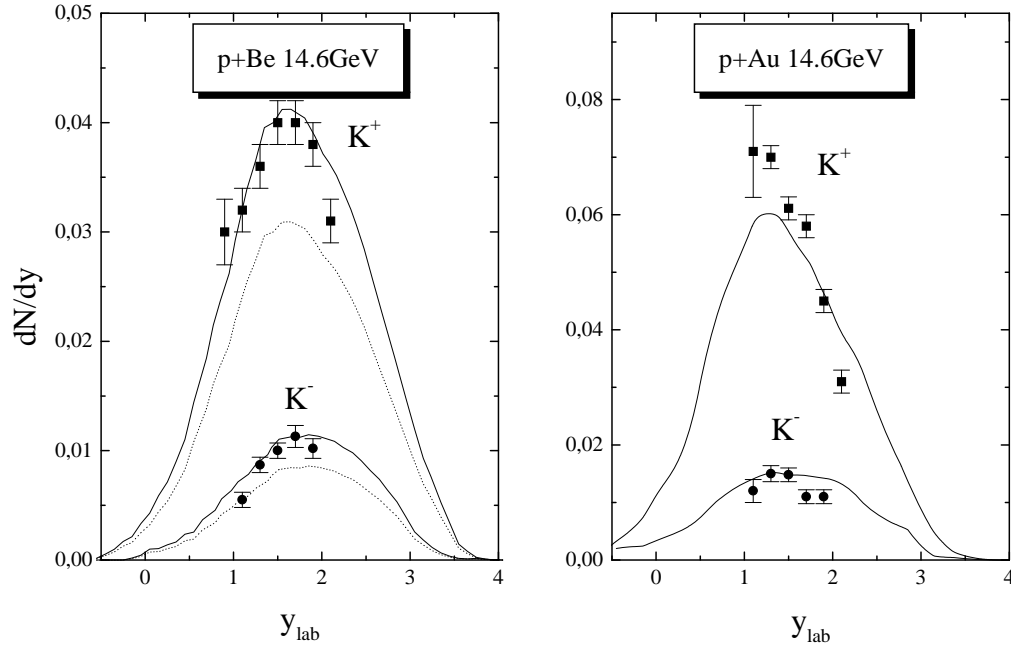 p+Be 14.6GeV
dN/dy
0,05
0,04
0,03
0,02
0,01
0,00
K+
K-
0 1 2 3 4
y_lab
p+Au 14.6GeV
0,08
0,06
0,04
0,02
0,00
K+
K-
0 1 2 3 4
y_lab